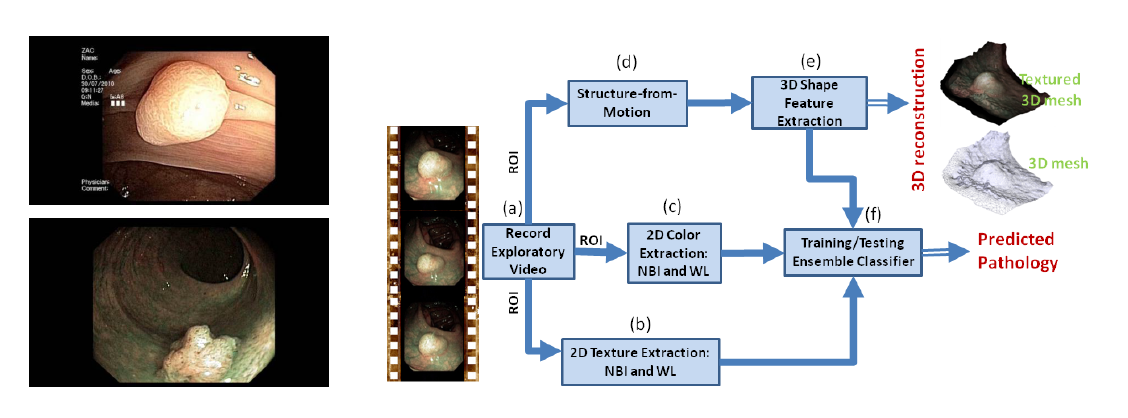 ZAC
Name:
Sex: Age:
D.O.B.:
30/07/2010
09:11:27
Media:
Physician:
Comment:
(a)
Record
Exploratory
Video
ROI
ROI
ROI
(d)
Structure-from-
Motion
(e)
3D Shape
Feature
Extraction
(c)
2D Color
Extraction:
NBI and WL
(b)
2D Texture Extraction:
NBI and WL
(f)
Training/Testing
Ensemble Classifier
3D reconstruction
Textured
3D mesh
3D mesh
Predicted
Pathology